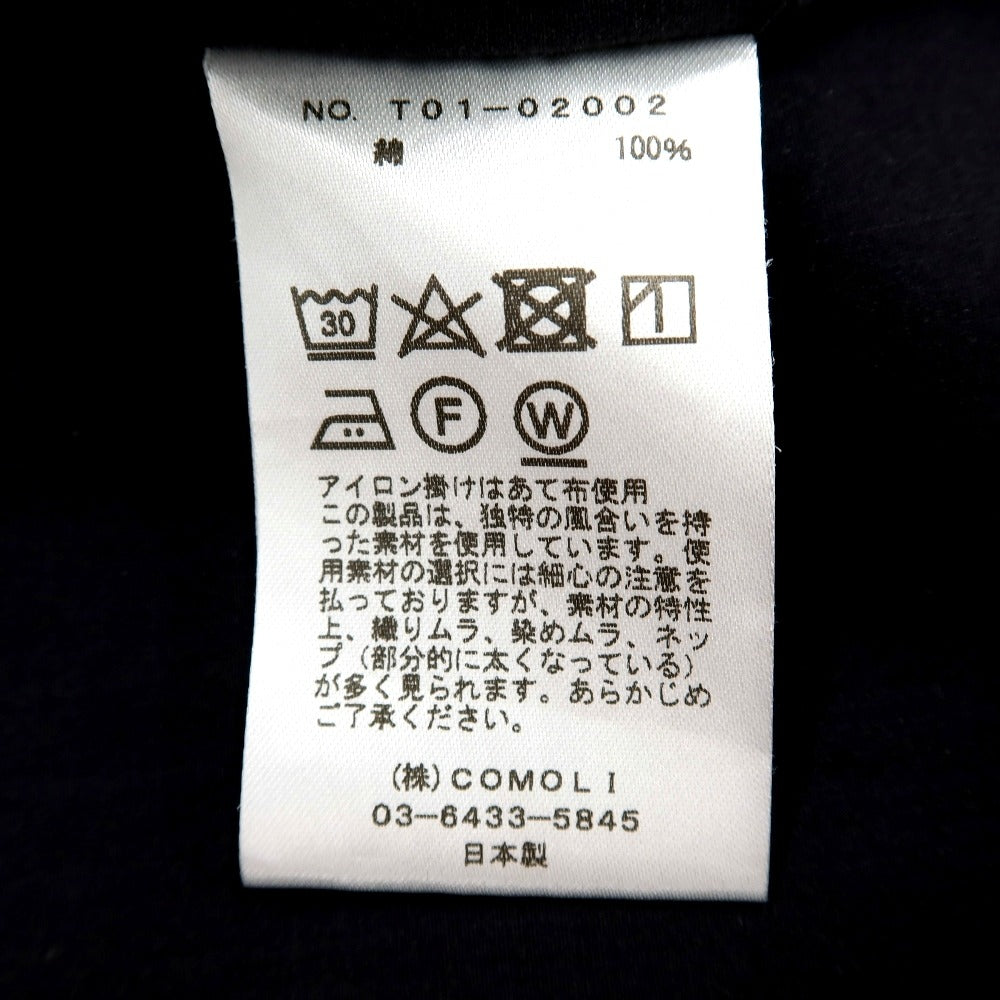 NO. T01-02002
綿 100%
30
F W
アイロン掛けはあて布使用
この製品は、独特の風合いを持
った素材を使用しています。使
用素材の選択には細心の注意を
払っておりますが、素材の特性
上、織りムラ、染めムラ、ネッ
プ(部分的に太くなっている)
が多く見られます。あらかじめ
ご了承ください。
(株)COMOLI
03-6433-5845
日本製